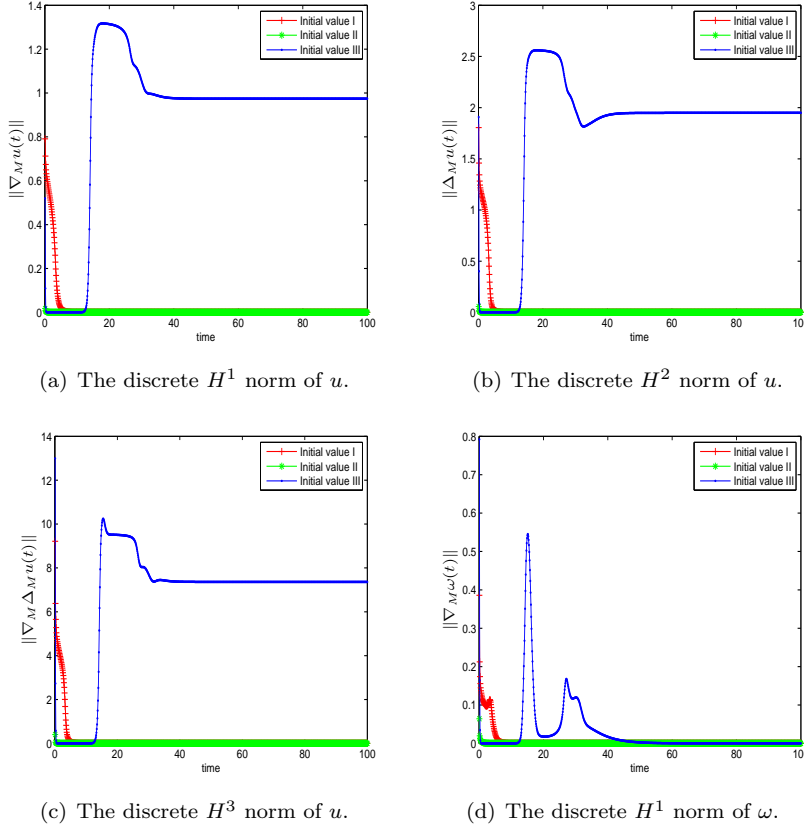 1.4
1.2
1
0.8
0.6
0.4
0.2
0
||∇_M u(t)||
0 20 40 60 80 100
time
Initial value I
Initial value II
Initial value III
(a) The discrete H¹ norm of u.
3
2.5
2
1.5
1
0.5
0
||Δ_M u(t)||
0 20 40 60 80 100
time
Initial value I
Initial value II
Initial value III
(b) The discrete H² norm of u.
14
12
10
8
6
4
2
0
||∇_M Δ_M u(t)||
0 20 40 60 80 100
time
Initial value I
Initial value II
Initial value III
(c) The discrete H³ norm of u.
0.8
0.7
0.6
0.5
0.4
0.3
0.2
0.1
0
||∇_M ω(t)||
0 20 40 60 80 100
time
Initial value I
Initial value II
Initial value III
(d) The discrete H¹ norm of ω.